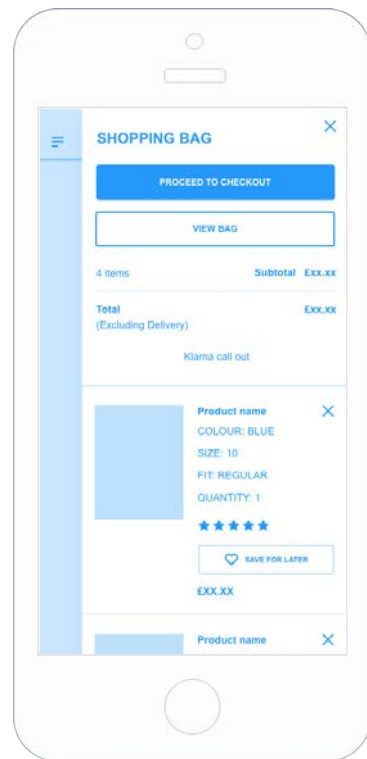 SHOPPING BAG
PROCEED TO CHECKOUT
VIEW BAG
4 items Subtotal £xx.xx
Total £xx.xx
(Excluding Delivery)
Klarna call out
Product name
COLOUR: BLUE
SIZE: 10
FIT: REGULAR
QUANTITY: 1
SAVE FOR LATER
£XX.XX
Product name